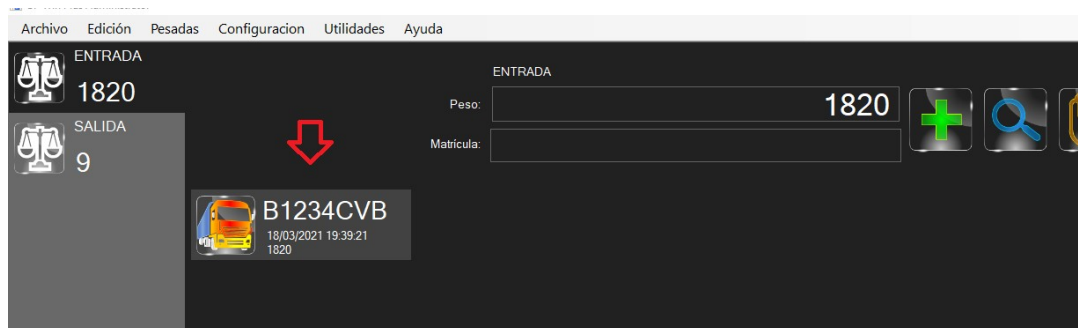 Archivo Edición Pesadas Configuracion Utilidades Ayuda
ENTRADA
1820
SALIDA
9
ENTRADA
Peso: 1820
Matrícula:
B1234CVB
18/03/2021 19:39:21
1820